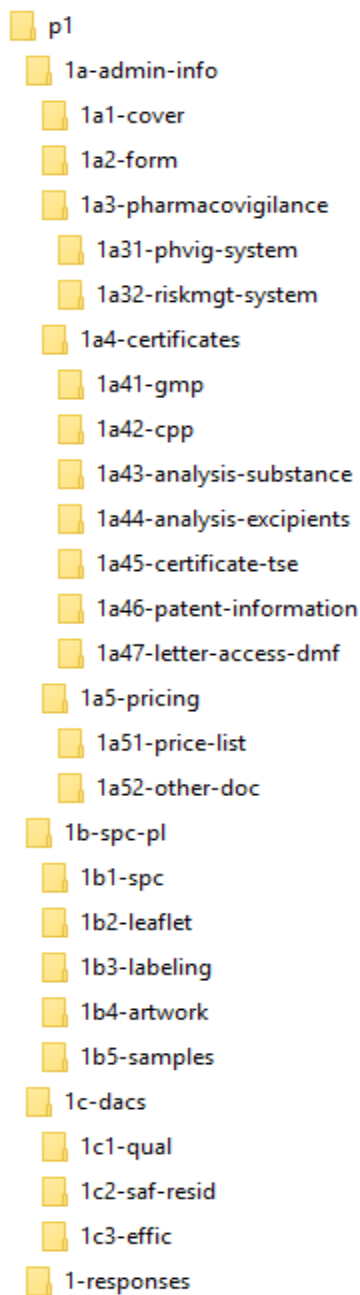 p1
1a-admin-info
1a1-cover
1a2-form
1a3-pharmacovigilance
1a31-phvig-system
1a32-riskmgt-system
1a4-certificates
1a41-gmp
1a42-cpp
1a43-analysis-substance
1a44-analysis-excipients
1a45-certificate-tse
1a46-patent-information
1a47-letter-access-dmf
1a5-pricing
1a51-price-list
1a52-other-doc
1b-spc-pl
1b1-spc
1b2-leaflet
1b3-labeling
1b4-artwork
1b5-samples
1c-dacs
1c1-qual
1c2-saf-resid
1c3-effic
1-responses